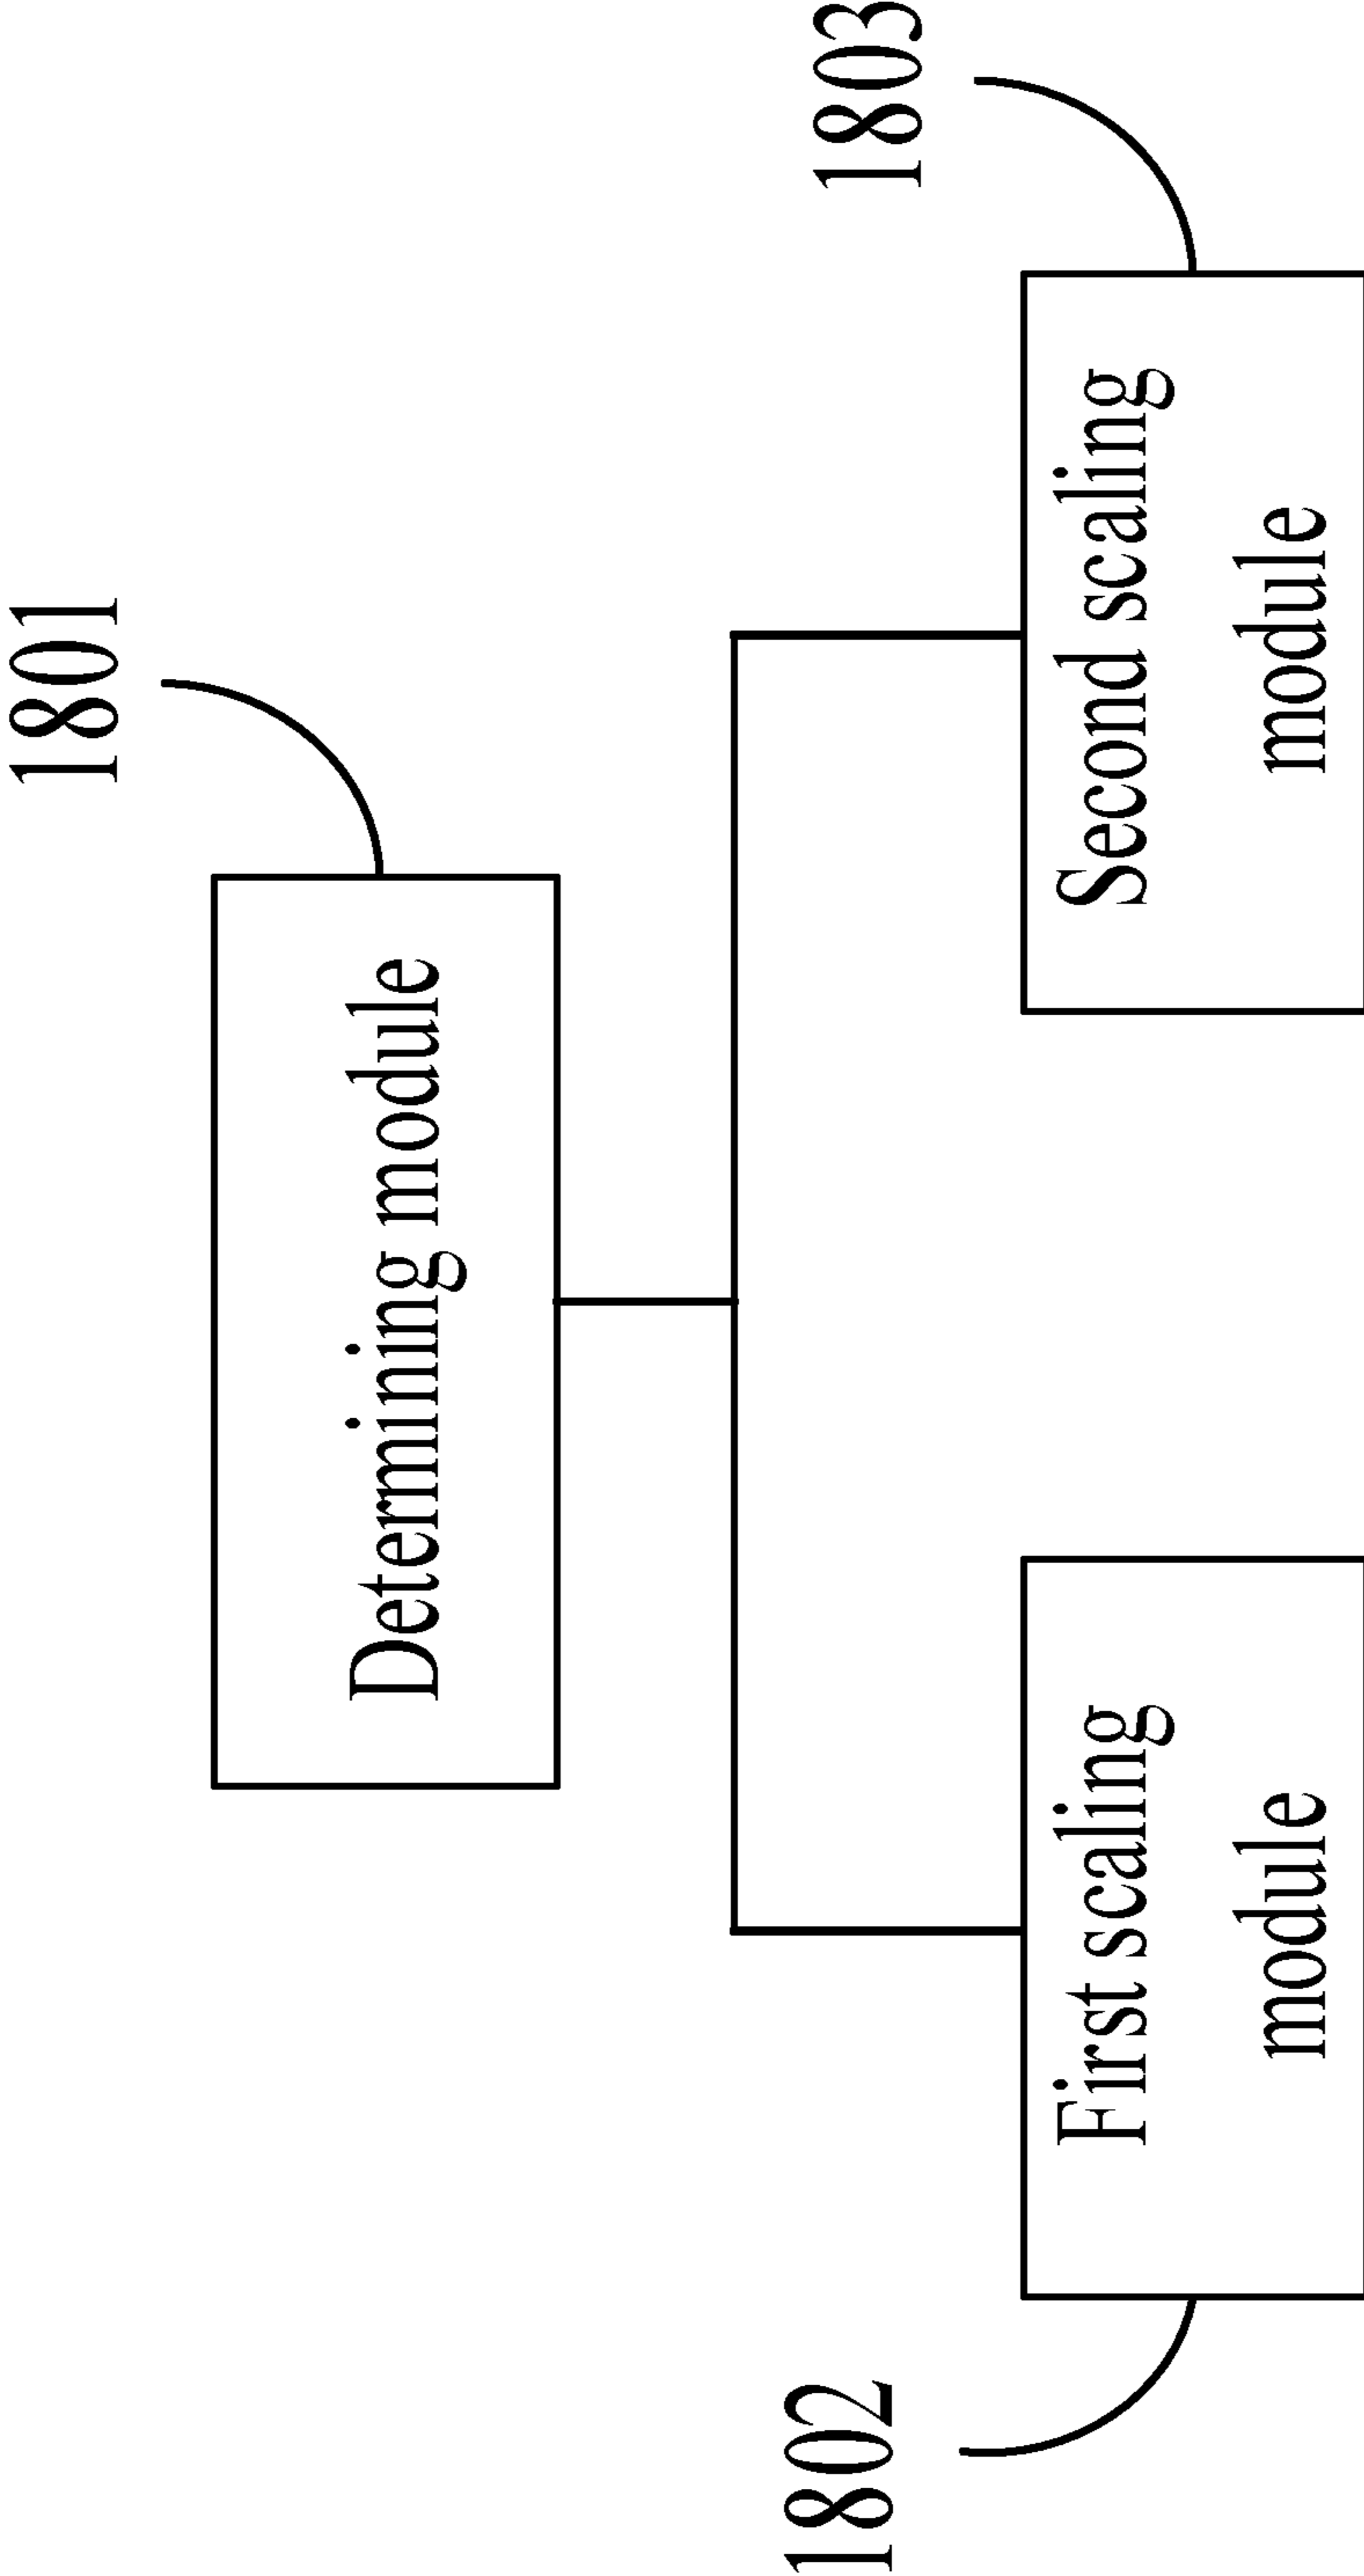 1801
Determining module
1802
1803
First scaling
module
Second scaling
module